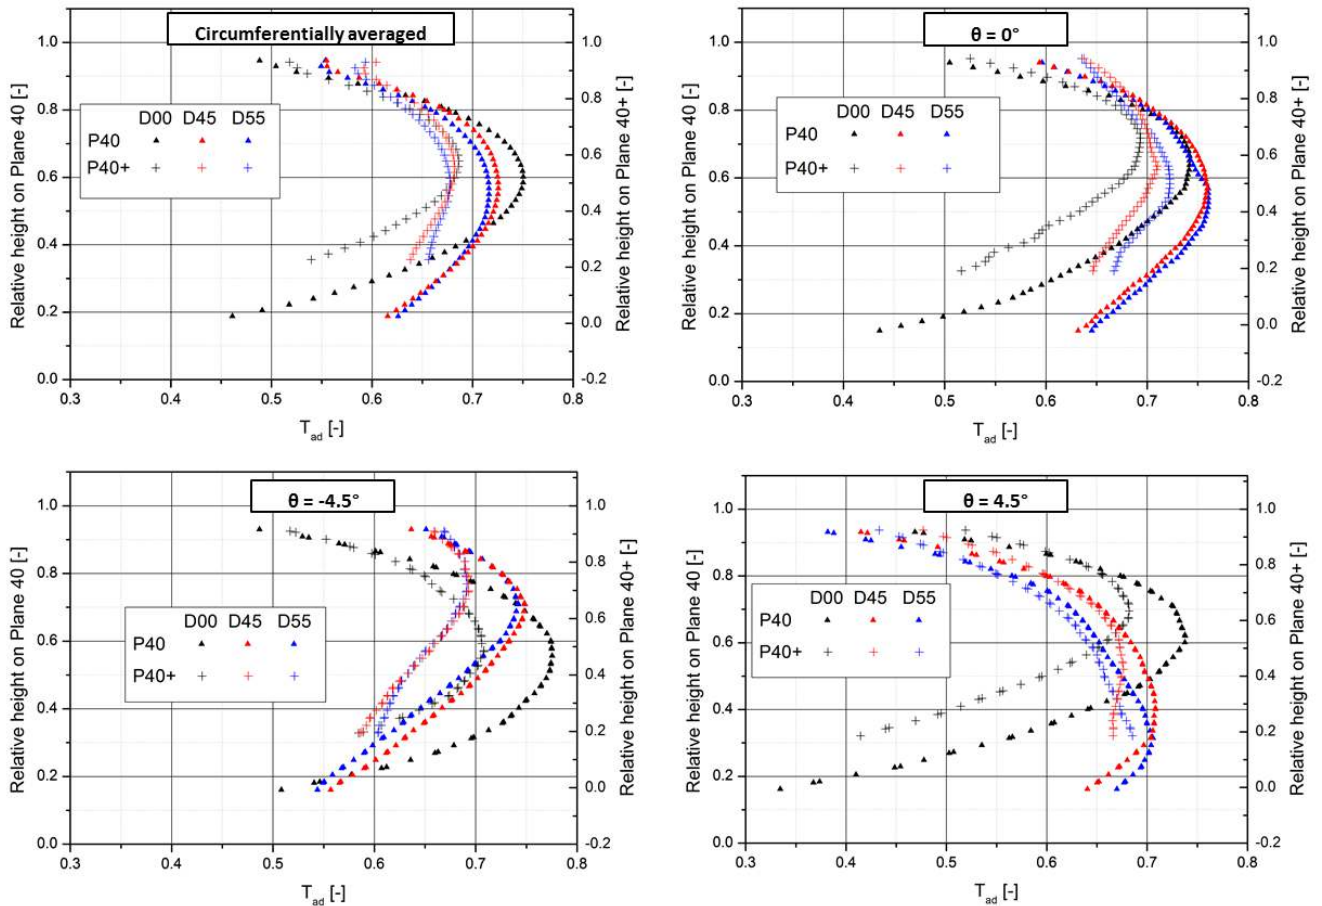 Circumferentially averaged
Relative height on Plane 40 [-]
1.0
0.8
0.6
0.4
0.2
0.0
D00 D45 D55
P40
P40+
1.0
0.8
0.6
0.4
0.2
0.0
-0.2
Relative height on Plane 40+ [-]
0.3 0.4 0.5 0.6 0.7 0.8
T_ad [-]
θ = 0°
Relative height on Plane 40 [-]
1.0
0.8
0.6
0.4
0.2
0.0
D00 D45 D55
P40
P40+
1.0
0.8
0.6
0.4
0.2
0.0
-0.2
Relative height on Plane 40+ [-]
0.3 0.4 0.5 0.6 0.7 0.8
T_ad [-]
θ = -4.5°
Relative height on Plane 40 [-]
1.0
0.8
0.6
0.4
0.2
0.0
D00 D45 D55
P40
P40+
1.0
0.8
0.6
0.4
0.2
0.0
-0.2
Relative height on Plane 40+ [-]
0.3 0.4 0.5 0.6 0.7 0.8
T_ad [-]
θ = 4.5°
Relative height on Plane 40 [-]
1.0
0.8
0.6
0.4
0.2
0.0
D00 D45 D55
P40
P40+
1.0
0.8
0.6
0.4
0.2
0.0
-0.2
Relative height on Plane 40+ [-]
0.3 0.4 0.5 0.6 0.7 0.8
T_ad [-]